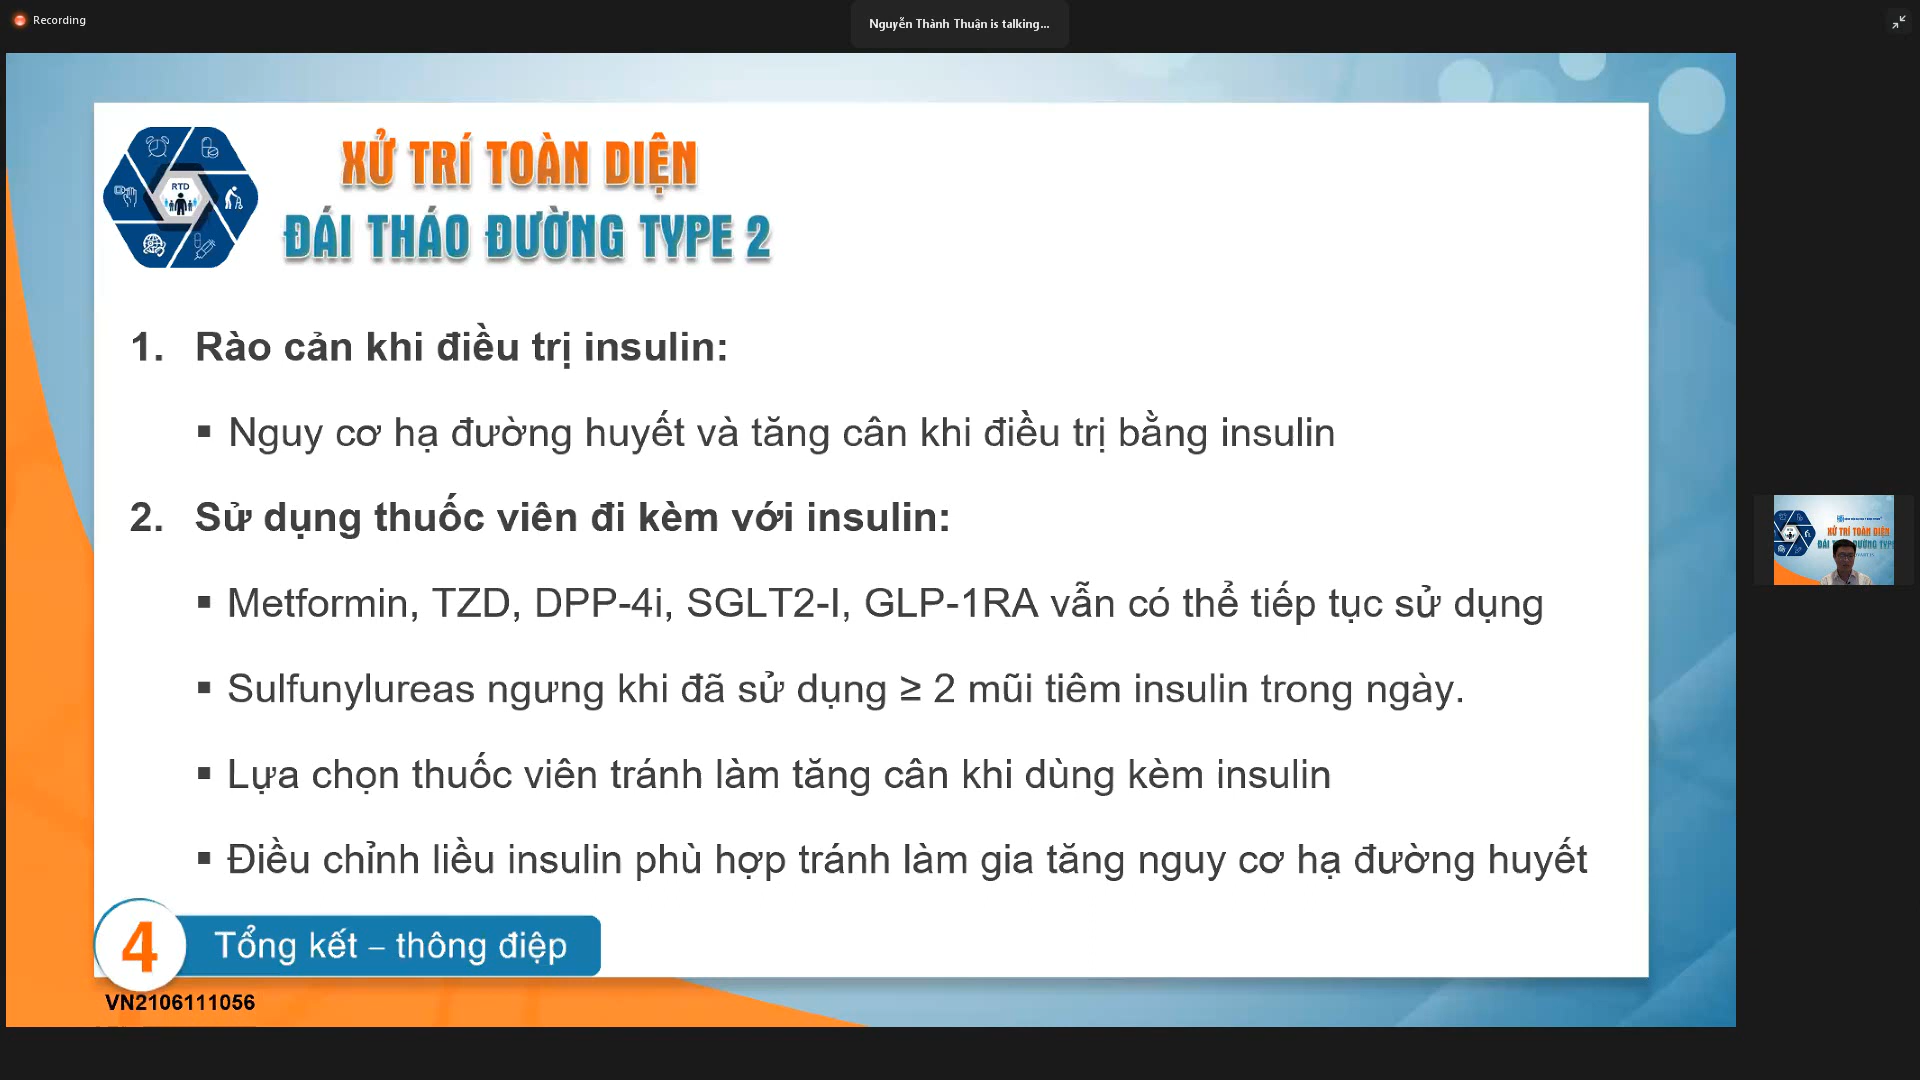 Recording
Nguyễn Thành Thuận is talking...
RTD
XỬ TRÍ TOÀN DIỆN
ĐÁI THÁO ĐƯỜNG TYPE 2
1. Rào cản khi điều trị insulin:
▪ Nguy cơ hạ đường huyết và tăng cân khi điều trị bằng insulin
2. Sử dụng thuốc viên đi kèm với insulin:
▪ Metformin, TZD, DPP-4i, SGLT2-I, GLP-1RA vẫn có thể tiếp tục sử dụng
▪ Sulfunylureas ngưng khi đã sử dụng ≥ 2 mũi tiêm insulin trong ngày.
▪ Lựa chọn thuốc viên tránh làm tăng cân khi dùng kèm insulin
▪ Điều chỉnh liều insulin phù hợp tránh làm gia tăng nguy cơ hạ đường huyết
4 Tổng kết – thông điệp
VN2106111056
XỬ TRÍ TOÀN DIỆN